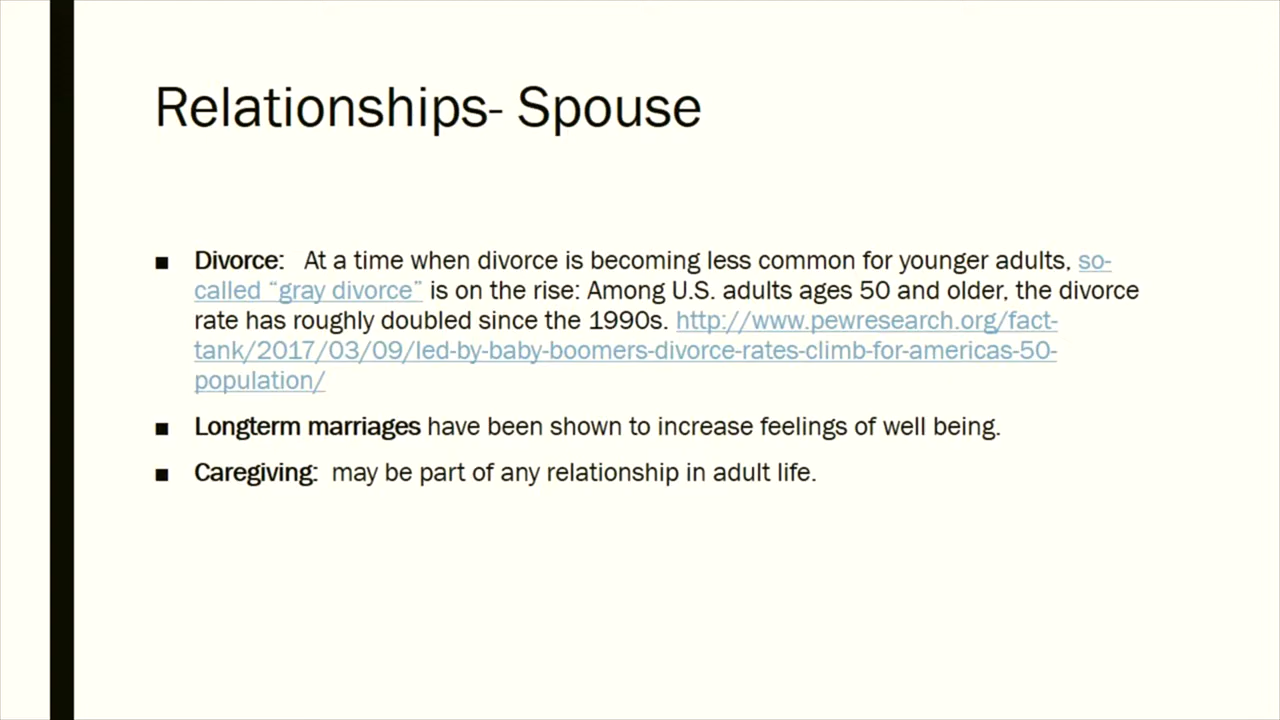 Relationships- Spouse
■ Divorce: At a time when divorce is becoming less common for younger adults, so-
called “gray divorce” is on the rise: Among U.S. adults ages 50 and older, the divorce
rate has roughly doubled since the 1990s. http://www.pewresearch.org/fact-
tank/2017/03/09/led-by-baby-boomers-divorce-rates-climb-for-americas-50-
population/
■ Longterm marriages have been shown to increase feelings of well being.
■ Caregiving: may be part of any relationship in adult life.